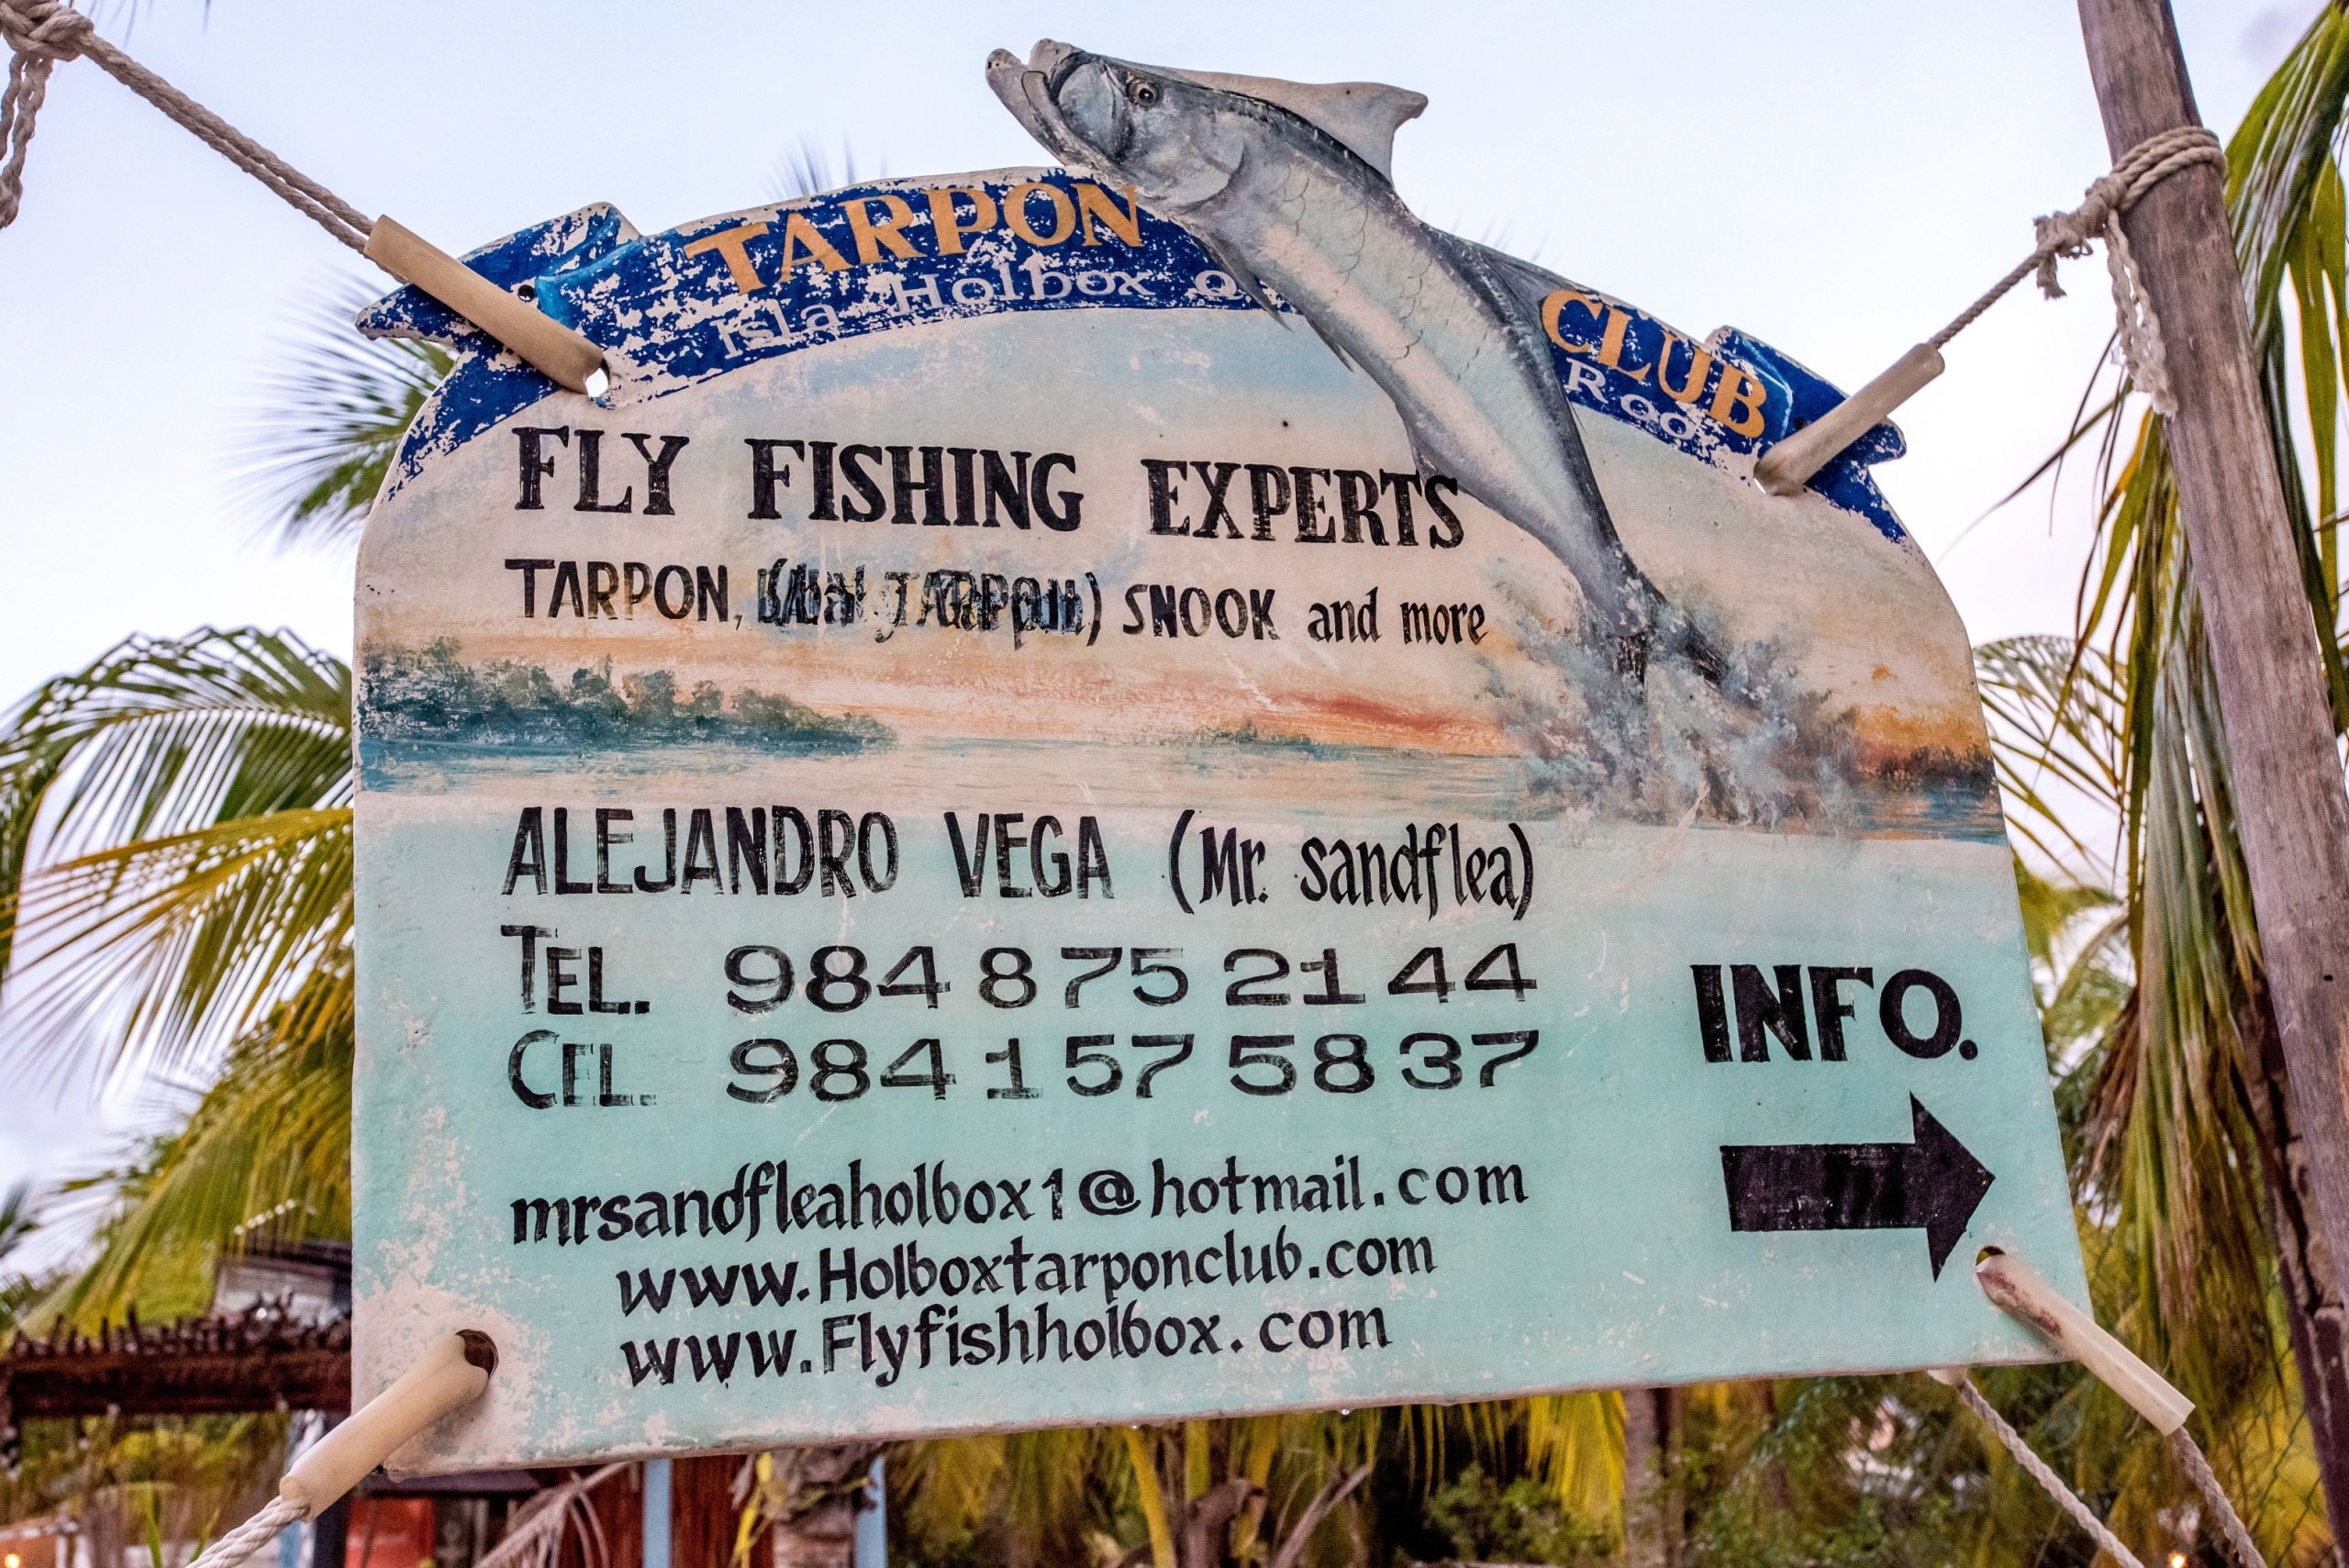 TARPON CLUB
Isla Holbox Q. Roo.
FLY FISHING EXPERTS
TARPON, SNOOK and more
ALEJANDRO VEGA (Mr. sandflea)
TEL. 984 875 21 44
CEL. 984 157 58 37
INFO.
mrsandfleaholbox1@hotmail.com
www.Holboxtarponclub.com
www.Flyfishholbox.com